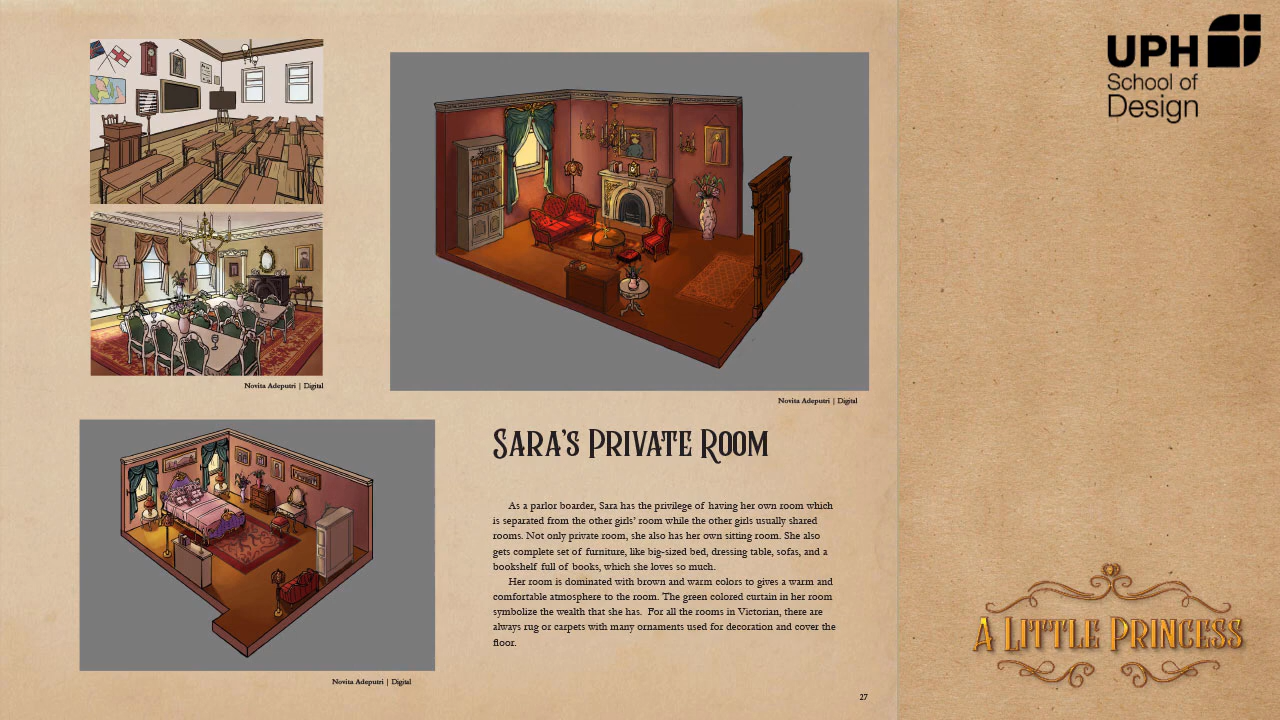 UPH
School of
Design
Novita Adeputri | Digital
Novita Adeputri | Digital
SARA'S PRIVATE ROOM
As a parlor boarder, Sara has the privilege of having her own room which
is separated from the other girls' room while the other girls usually shared
rooms. Not only private room, she also has her own sitting room. She also
gets complete set of furniture, like big-sized bed, dressing table, sofas, and a
bookshelf full of books, which she loves so much.
Her room is dominated with brown and warm colors to gives a warm and
comfortable atmosphere to the room. The green colored curtain in her room
symbolize the wealth that she has. For all the rooms in Victorian, there are
always rug or carpets with many ornaments used for decoration and cover the
floor.
Novita Adeputri | Digital
27
A LITTLE PRINCESS